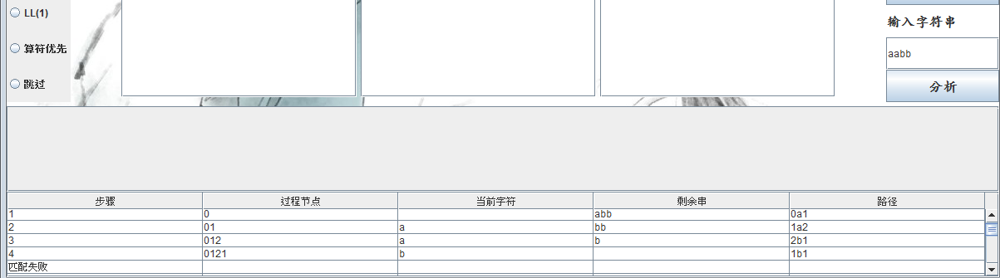 LL(1)
算符优先
跳过
输入字符串
aabb
分析
步骤 过程节点 当前字符 剩余串 路径
1 0 abb 0a1
2 01 a bb 1a2
3 012 a b 2b1
4 0121 b 1b1
匹配失败